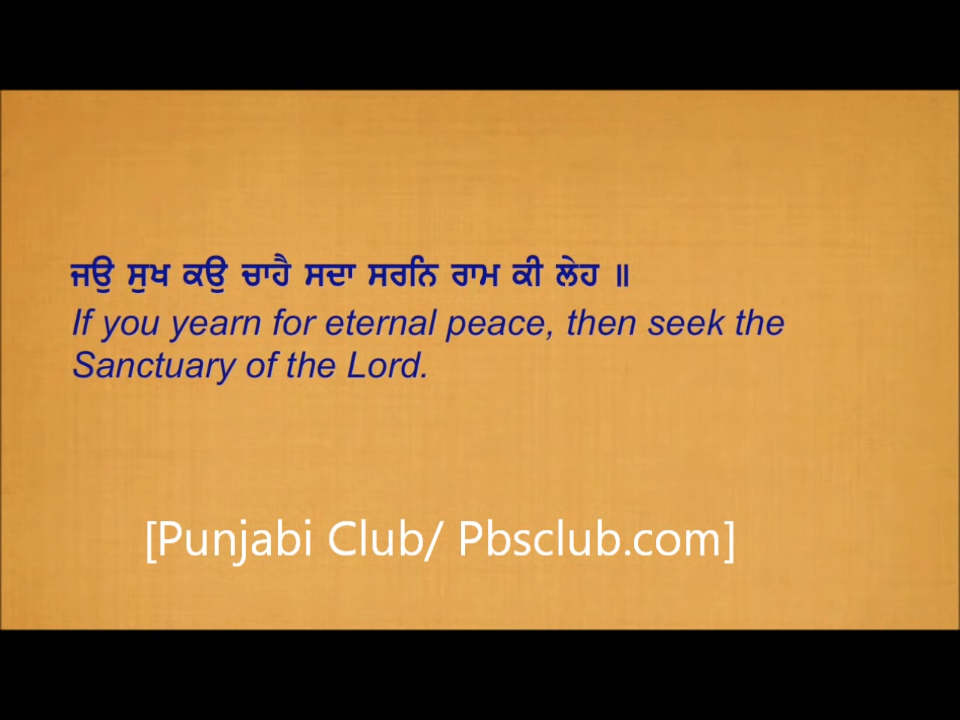 ਜਉ ਸੁਖ ਕਉ ਚਾਹੈ ਸਦਾ ਸਰਨਿ ਰਾਮ ਕੀ ਲੇਹ ॥
If you yearn for eternal peace, then seek the
Sanctuary of the Lord.
[Punjabi Club/ Pbsclub.com]